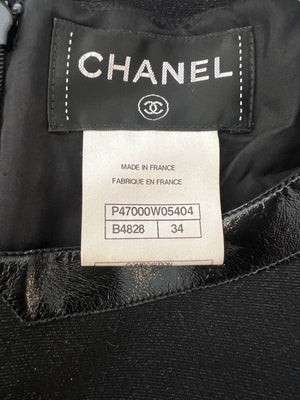 CHANEL
MADE IN FRANCE
FABRIQUE EN FRANCE
P47000W05404
B4828 34